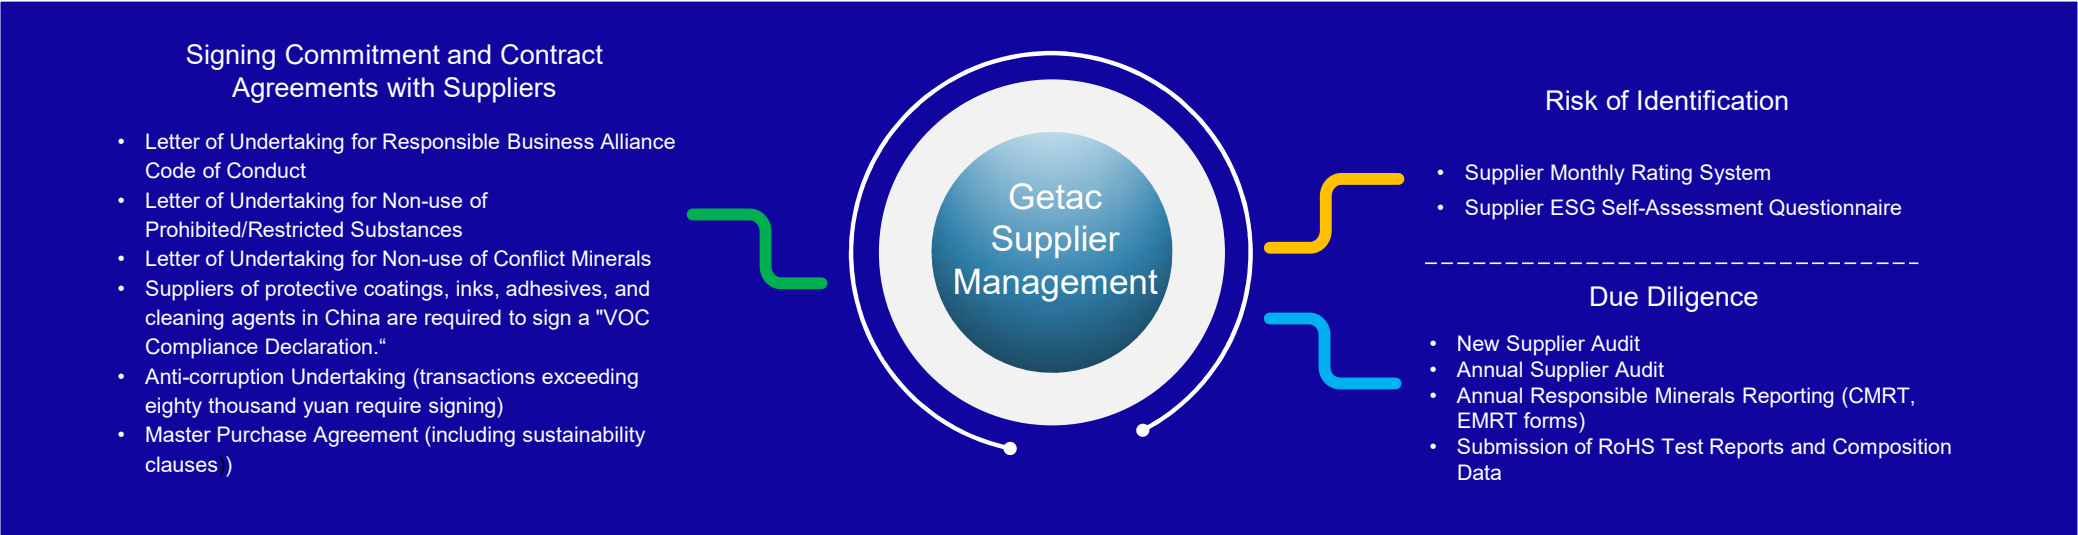 Signing Commitment and Contract
Agreements with Suppliers
• Letter of Undertaking for Responsible Business Alliance
Code of Conduct
• Letter of Undertaking for Non-use of
Prohibited/Restricted Substances
• Letter of Undertaking for Non-use of Conflict Minerals
• Suppliers of protective coatings, inks, adhesives, and
cleaning agents in China are required to sign a "VOC
Compliance Declaration.“
• Anti-corruption Undertaking (transactions exceeding
eighty thousand yuan require signing)
• Master Purchase Agreement (including sustainability
clauses))
Getac
Supplier
Management
Risk of Identification
• Supplier Monthly Rating System
• Supplier ESG Self-Assessment Questionnaire
Due Diligence
• New Supplier Audit
• Annual Supplier Audit
• Annual Responsible Minerals Reporting (CMRT,
EMRT forms)
• Submission of RoHS Test Reports and Composition
Data